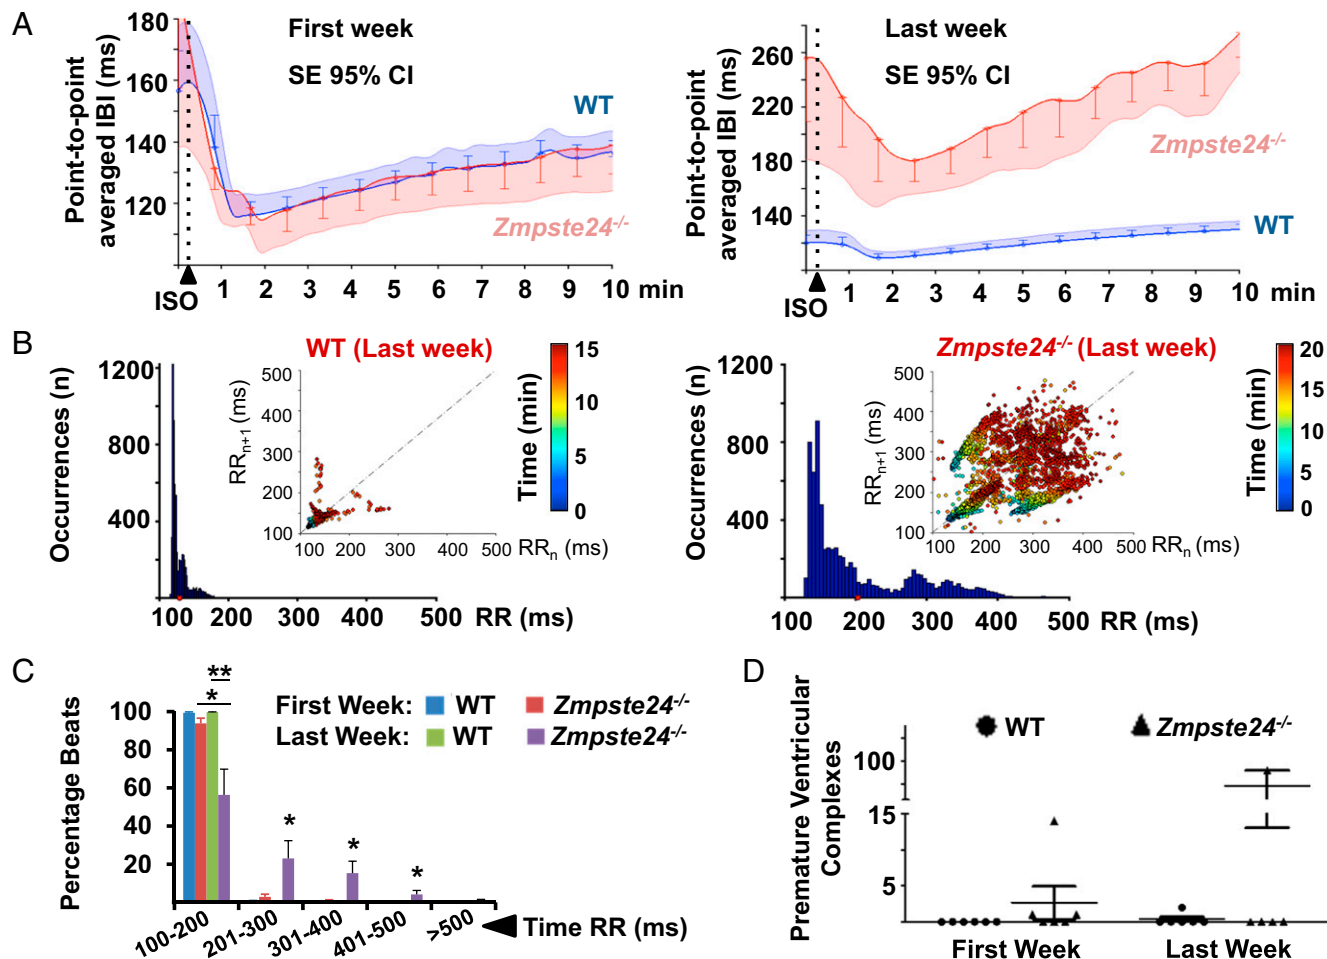 A
First week
SE 95% CI
WT
Zmpste24-/-
Point-to-point
averaged IBI (ms)
180
160
140
120
ISO
1 2 3 4 5 6 7 8 9 10 min
Last week
SE 95% CI
Zmpste24-/-
WT
Point-to-point
averaged IBI (ms)
260
220
180
140
ISO
1 2 3 4 5 6 7 8 9 10 min
B
WT (Last week)
Occurrences (n)
1200
800
400
100 200 300 400 500 RR (ms)
RRn+1 (ms)
500
400
300
200
100
100 200 300 400 500 RRn (ms)
Time (min)
15
10
5
0
Zmpste24-/- (Last week)
Occurrences (n)
1200
800
400
100 200 300 400 500 RR (ms)
RRn+1 (ms)
500
400
300
200
100
100 200 300 400 500 RRn (ms)
Time (min)
20
15
10
5
0
C
**
*
First Week: WT Zmpste24-/-
Last Week: WT Zmpste24-/-
Percentage Beats
100
80
60
40
20
*
*
*
100-200
201-300
301-400
401-500
>500
Time RR (ms)
D
WT
Zmpste24-/-
Premature Ventricular
Complexes
100
15
5
0
First Week
Last Week